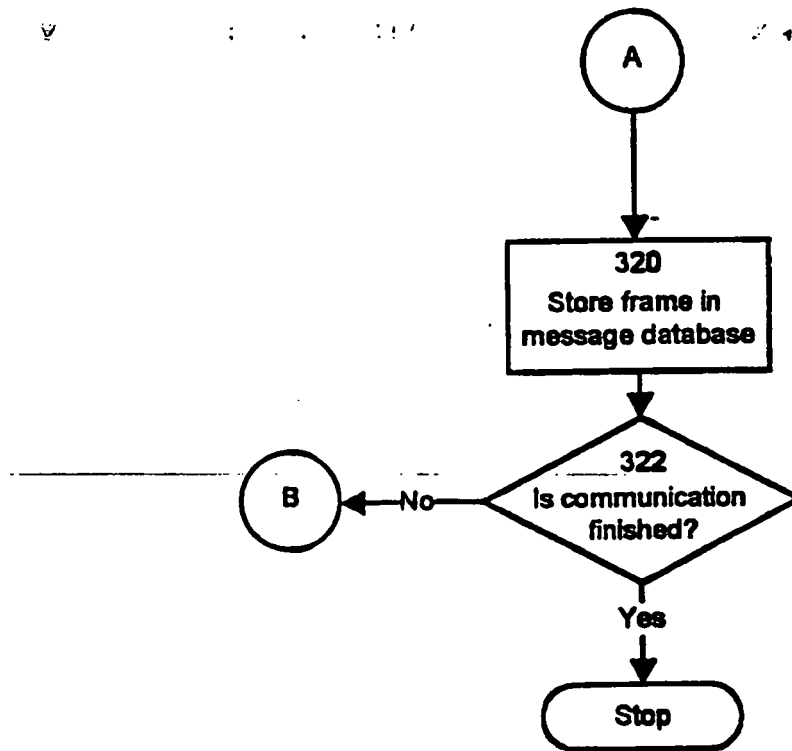 A
320
Store frame in
message database
322
Is communication
finished?
B
No
Yes
Stop